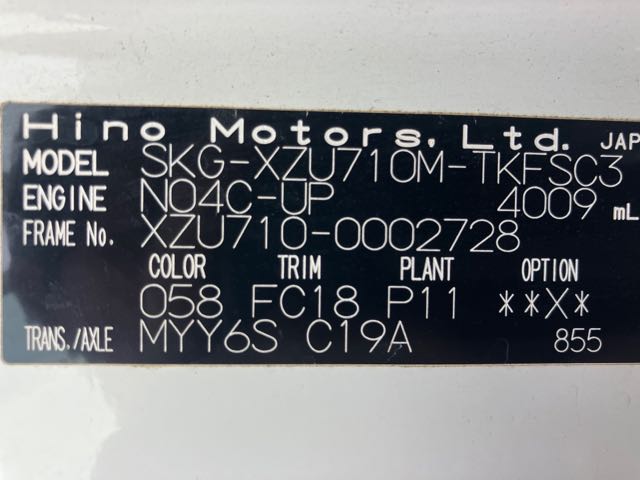 Hino Motors, Ltd. JAP
MODEL SKG-XZU710M-TKFSC3
ENGINE N04C-UP 4009 mL
FRAME No. XZU710-0002728
COLOR TRIM PLANT OPTION
058 FC18 P11 **X*
TRANS./AXLE MYY6S C19A 855